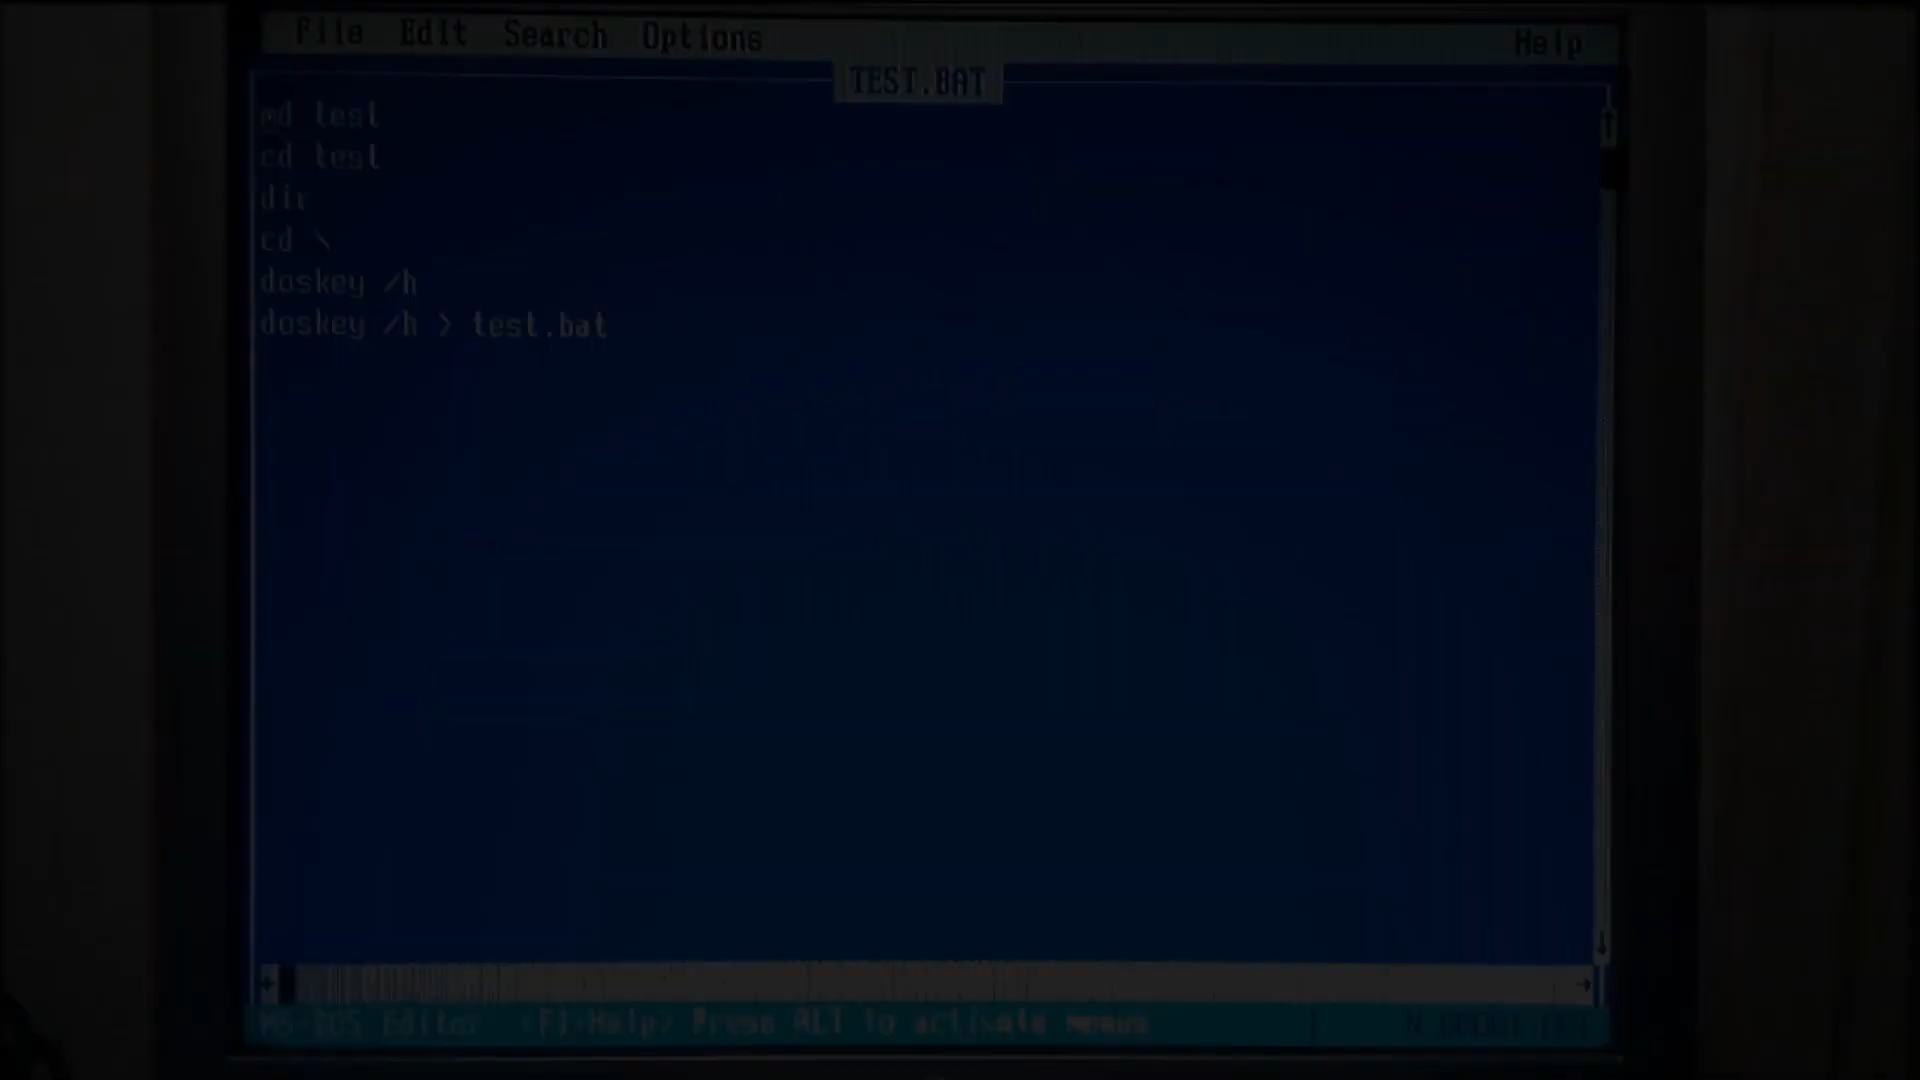 File Edit Search Options Help
TEST.BAT
md test
cd test
dir
cd \
doskey /h
doskey /h > test.bat
MS-DOS Editor <F1=Help> Press ALT to activate menus